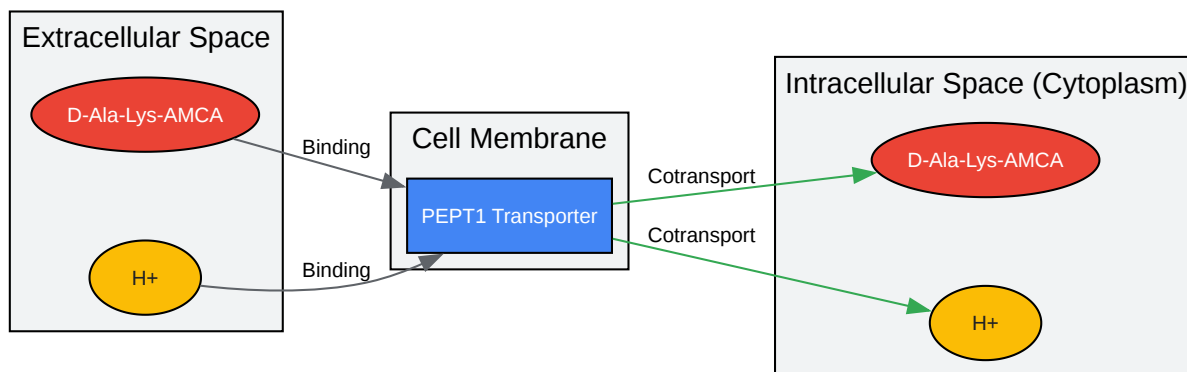 Extracellular Space
D-Ala-Lys-AMCA
H+
Binding
Binding
Cell Membrane
PEPT1 Transporter
Cotransport
Cotransport
Intracellular Space (Cytoplasm)
D-Ala-Lys-AMCA
H+